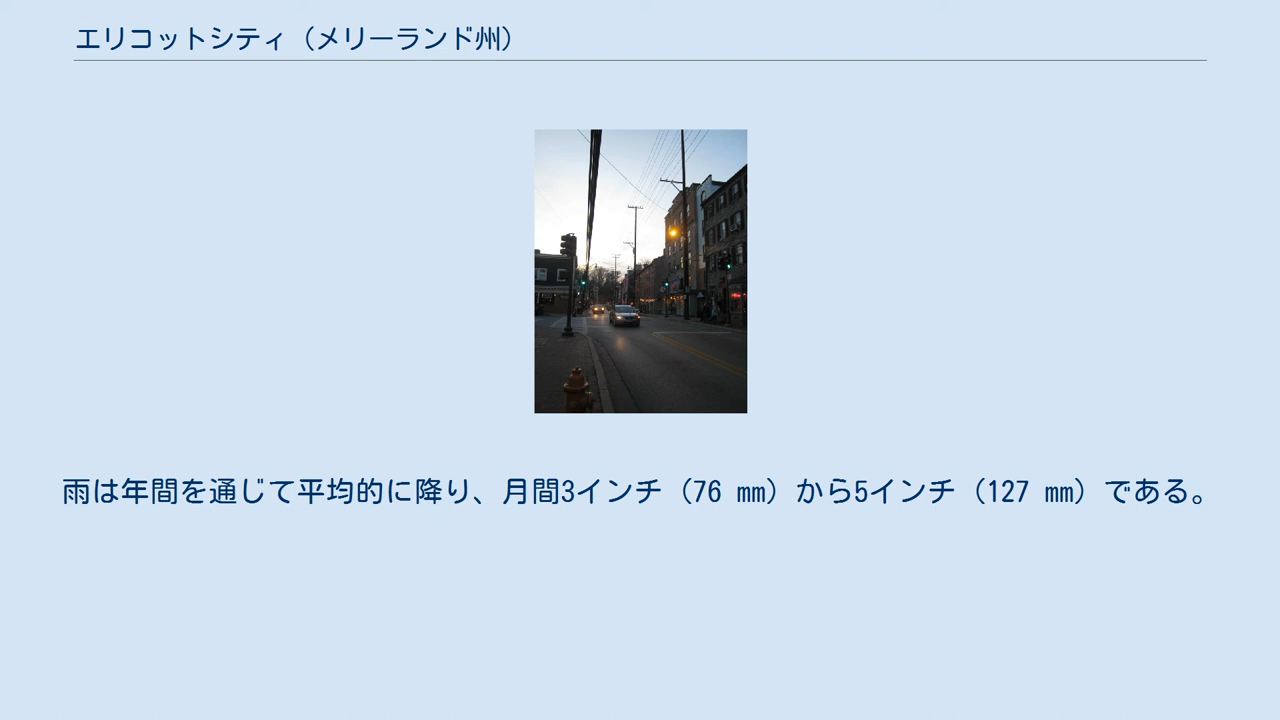 エリコットシティ（メリーランド州）
雨は年間を通じて平均的に降り、月間3インチ（76 mm）から5インチ（127 mm）である。